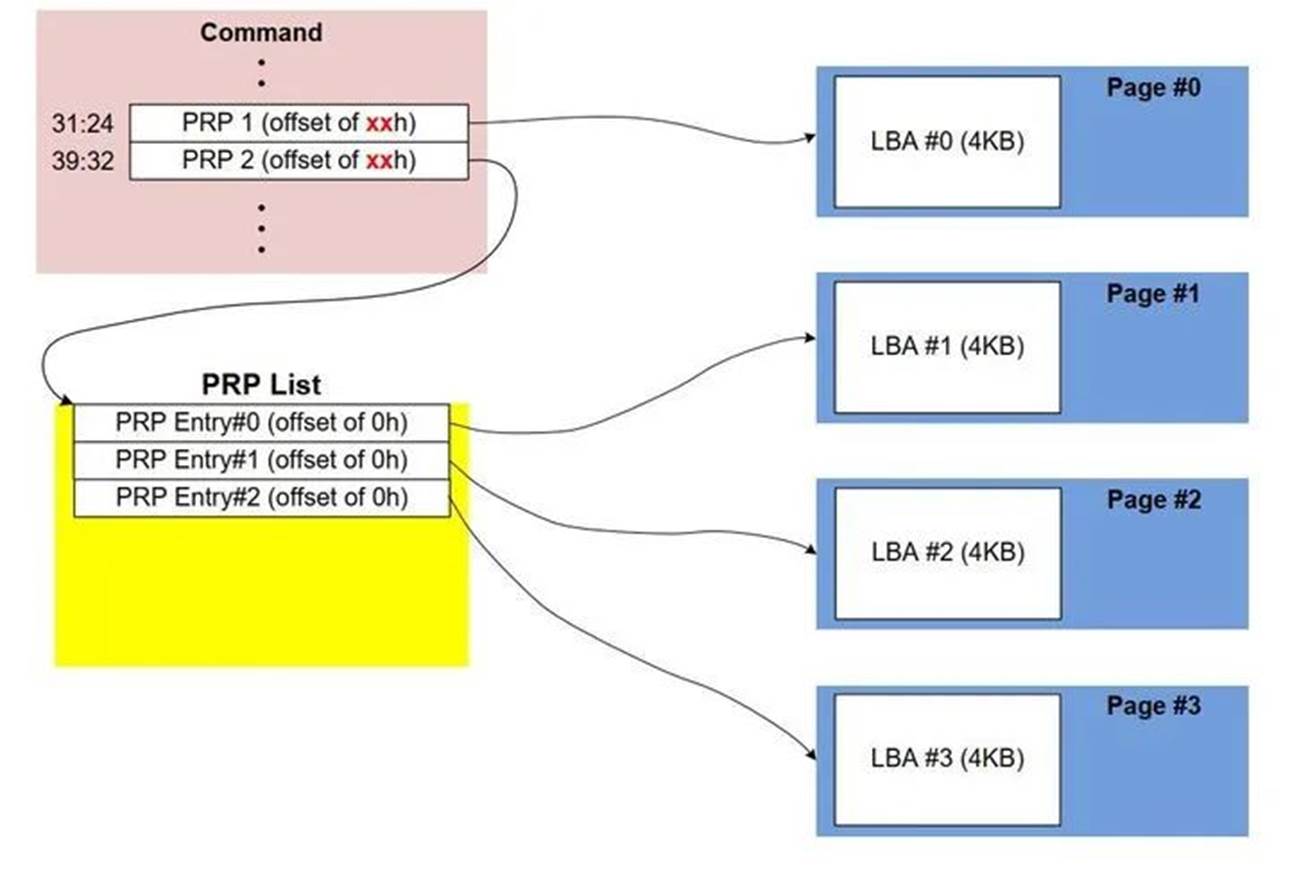 Command
31:24 PRP 1 (offset of xxh)
39:32 PRP 2 (offset of xxh)
PRP List
PRP Entry#0 (offset of 0h)
PRP Entry#1 (offset of 0h)
PRP Entry#2 (offset of 0h)
Page #0
LBA #0 (4KB)
Page #1
LBA #1 (4KB)
Page #2
LBA #2 (4KB)
Page #3
LBA #3 (4KB)